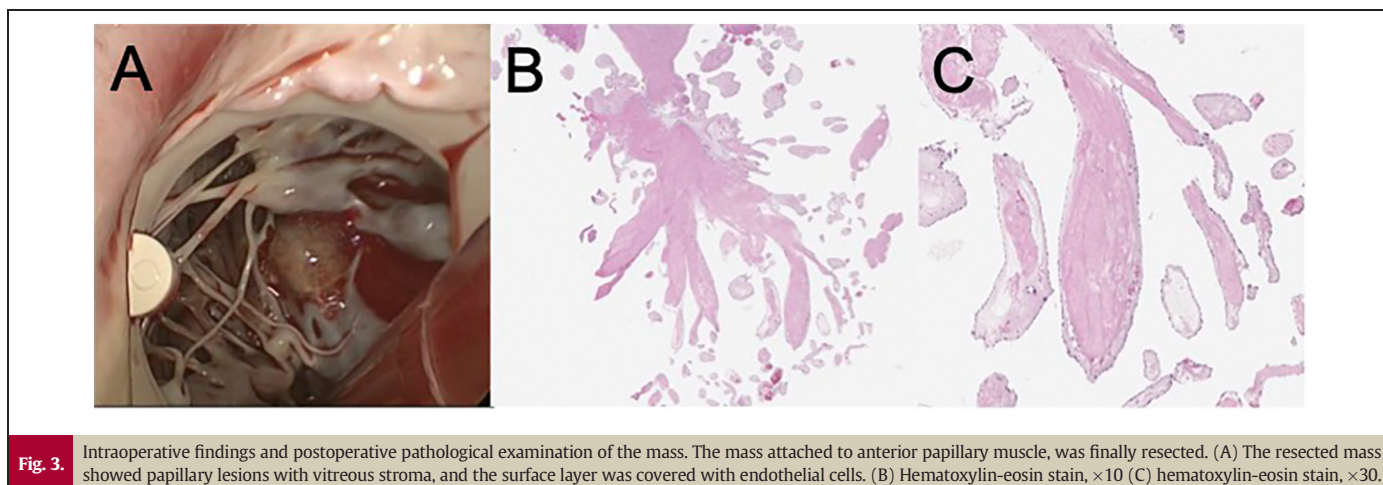 A
B
C
Fig. 3.
Intraoperative findings and postoperative pathological examination of the mass. The mass attached to anterior papillary muscle, was finally resected. (A) The resected mass
showed papillary lesions with vitreous stroma, and the surface layer was covered with endothelial cells. (B) Hematoxylin-eosin stain, ×10 (C) hematoxylin-eosin stain, ×30.